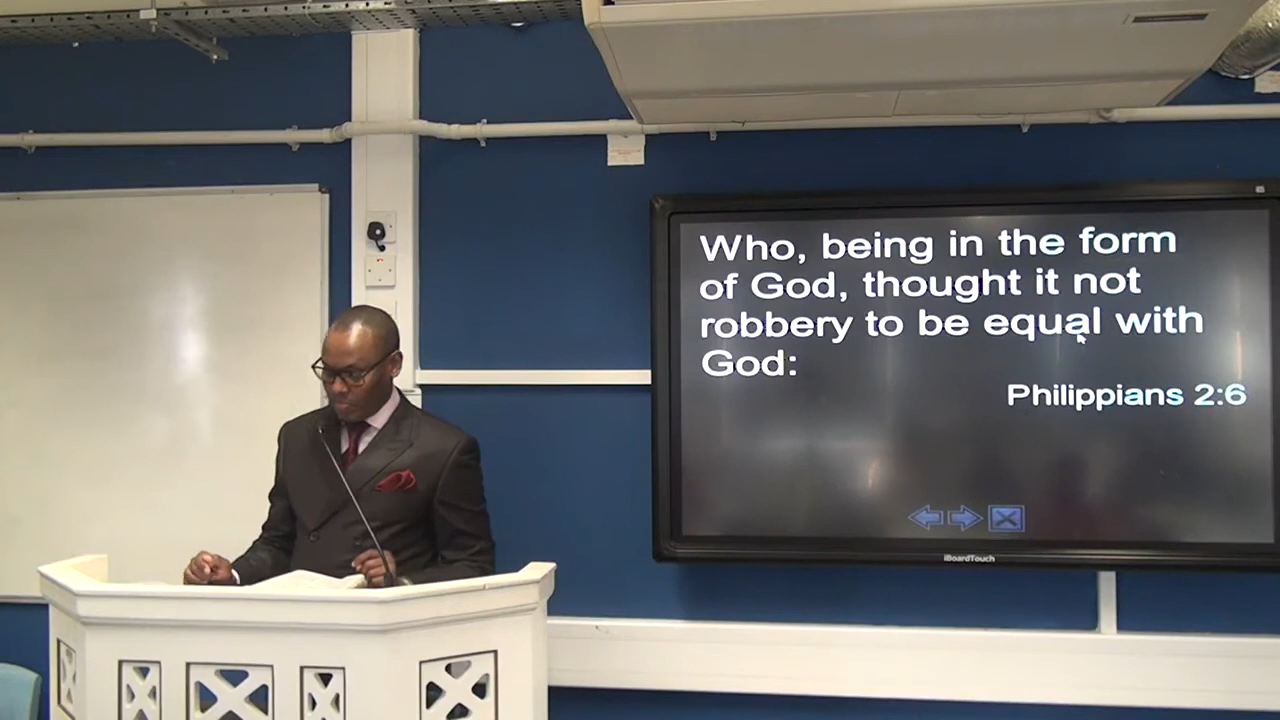 Who, being in the form
of God, thought it not
robbery to be equal with
God:
Philippians 2:6
iBoardTouch